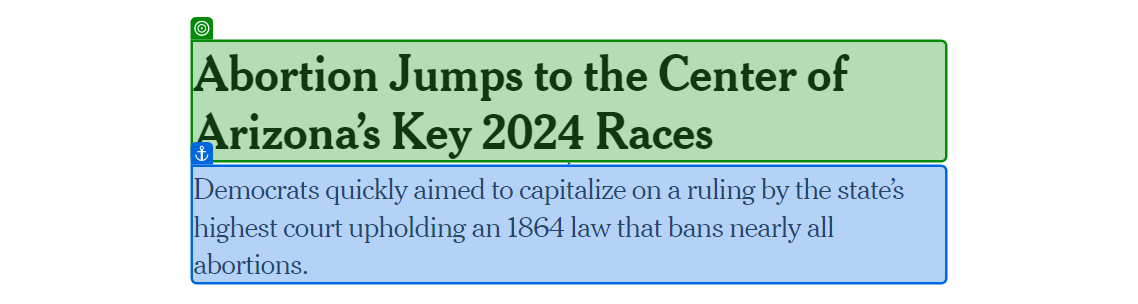 Abortion Jumps to the Center of
Arizona’s Key 2024 Races
Democrats quickly aimed to capitalize on a ruling by the state’s
highest court upholding an 1864 law that bans nearly all
abortions.